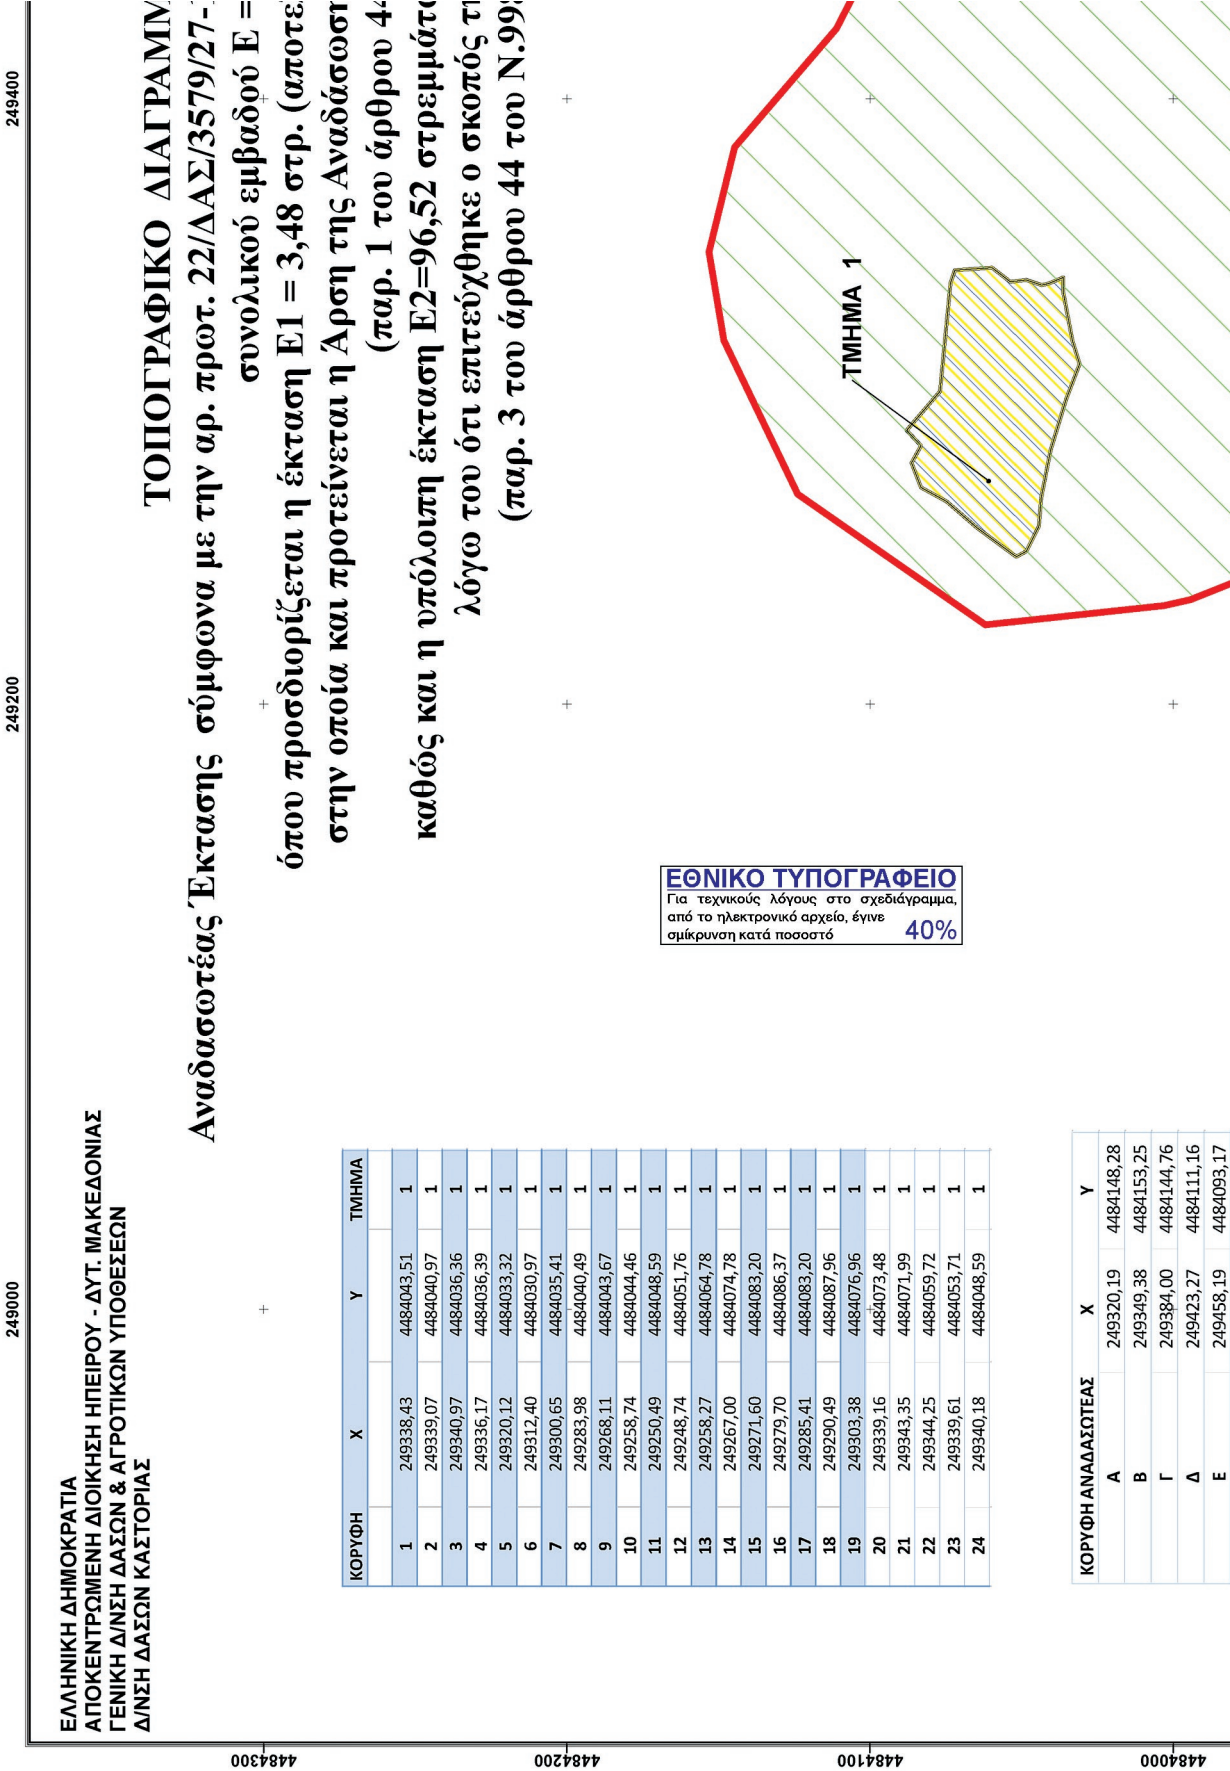 ΕΛΛΗΝΙΚΗ ΔΗΜΟΚΡΑΤΙΑ
ΑΠΟΚΕΝΤΡΩΜΕΝΗ ΔΙΟΙΚΗΣΗ ΗΠΕΙΡΟΥ - ΔΥΤ. ΜΑΚΕΔΟΝΙΑΣ
ΓΕΝΙΚΗ Δ/ΝΣΗ ΔΑΣΩΝ & ΑΓΡΟΤΙΚΩΝ ΥΠΟΘΕΣΕΩΝ
Δ/ΝΣΗ ΔΑΣΩΝ ΚΑΣΤΟΡΙΑΣ
249000
249200
249400
ΤΟΠΟΓΡΑΦΙΚΟ ΔΙΑΓΡΑΜΜ
Αναδασωτέας Έκτασης σύμφωνα με την αρ. πρωτ. 22/ΔΑΣ/3579/27-
συνολικού εμβαδού Ε =
όπου προσδιορίζεται η έκταση Ε1 = 3,48 στρ. (αποτε
στην οποία και προτείνεται η Άρση της Αναδάσωση
(παρ. 1 του άρθρου 44
καθώς και η υπόλοιπη έκταση Ε2=96,52 στρεμμάτ
λόγω του ότι επιτεύχθηκε ο σκοπός τ
(παρ. 3 του άρθρου 44 του Ν.998
ΚΟΡΥΦΗ Χ Υ ΤΜΗΜΑ
1 249338,43 4484043,51 1
2 249339,07 4484040,97 1
3 249340,97 4484036,36 1
4 249336,17 4484036,39 1
5 249320,12 4484033,32 1
6 249312,40 4484030,97 1
7 249300,65 4484035,41 1
8 249283,98 4484040,49 1
9 249268,11 4484043,67 1
10 249258,74 4484044,46 1
11 249250,49 4484048,59 1
12 249248,74 4484051,76 1
13 249258,27 4484064,78 1
14 249267,00 4484074,78 1
15 249271,60 4484083,20 1
16 249279,70 4484086,37 1
17 249285,41 4484083,20 1
18 249290,49 4484087,96 1
19 249303,38 4484076,96 1
20 249339,16 4484073,48 1
21 249343,35 4484071,99 1
22 249344,25 4484059,72 1
23 249339,61 4484053,71 1
24 249340,18 4484048,59 1
ΚΟΡΥΦΗ ΑΝΑΔΑΣΩΤΕΑΣ Χ Υ
Α 249320,19 4484148,28
Β 249349,38 4484153,25
Γ 249384,00 4484144,76
Δ 249423,27 4484111,16
Ε 249458,19 4484093,17
ΕΘΝΙΚΟ ΤΥΠΟΓΡΑΦΕΙΟ
Για τεχνικούς λόγους στο σχεδιάγραμμα,
από το ηλεκτρονικό αρχείο, έγινε
σμίκρυνση κατά ποσοστό 40%
ΤΜΗΜΑ 1
4484300
4484200
4484100
4484000